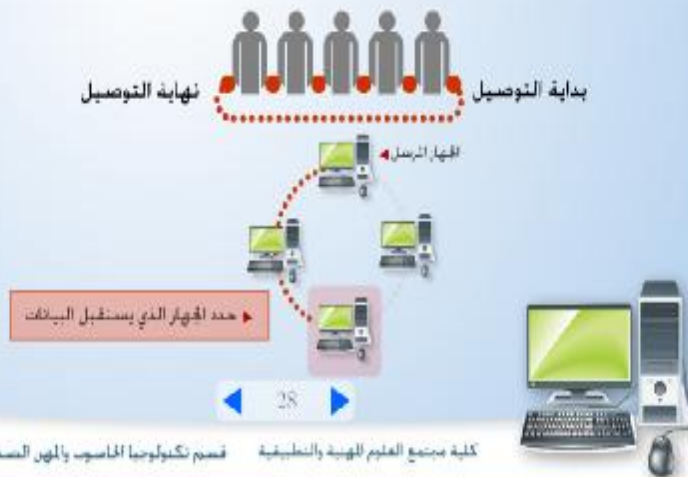 بداية التوصيل
نهاية التوصيل
الجهاز المرسل
حدد الجهاز الذي يستقبل البيانات
28
كلية مجتمع العلوم المهنية والتطبيقية
قسم تكنولوجيا الحاسوب والمهن